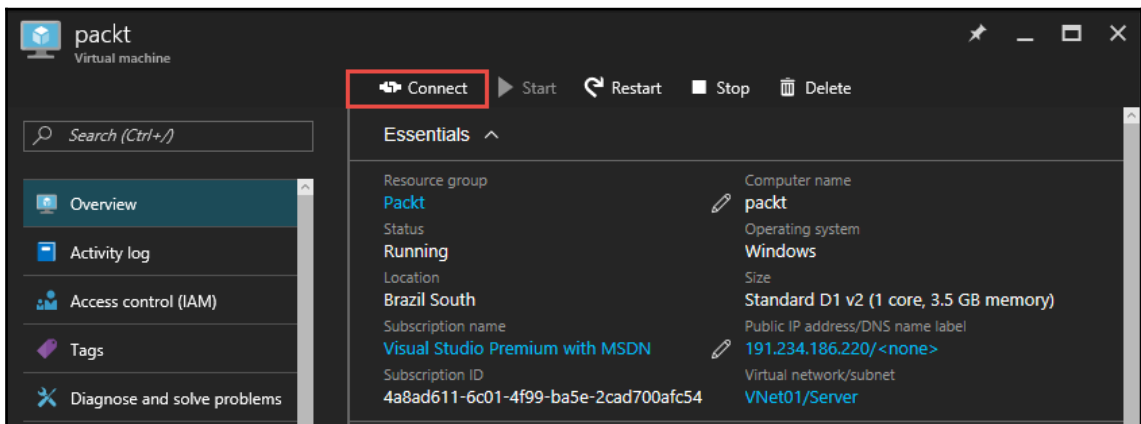 packt
Virtual machine
Connect Start Restart Stop Delete
Search (Ctrl+/)
Essentials
Overview
Activity log
Access control (IAM)
Tags
Diagnose and solve problems
Resource group
Packt
Status
Running
Location
Brazil South
Subscription name
Visual Studio Premium with MSDN
Subscription ID
4a8ad611-6c01-4f99-ba5e-2cad700afc54
Computer name
packt
Operating system
Windows
Size
Standard D1 v2 (1 core, 3.5 GB memory)
Public IP address/DNS name label
191.234.186.220/<none>
Virtual network/subnet
VNet01/Server